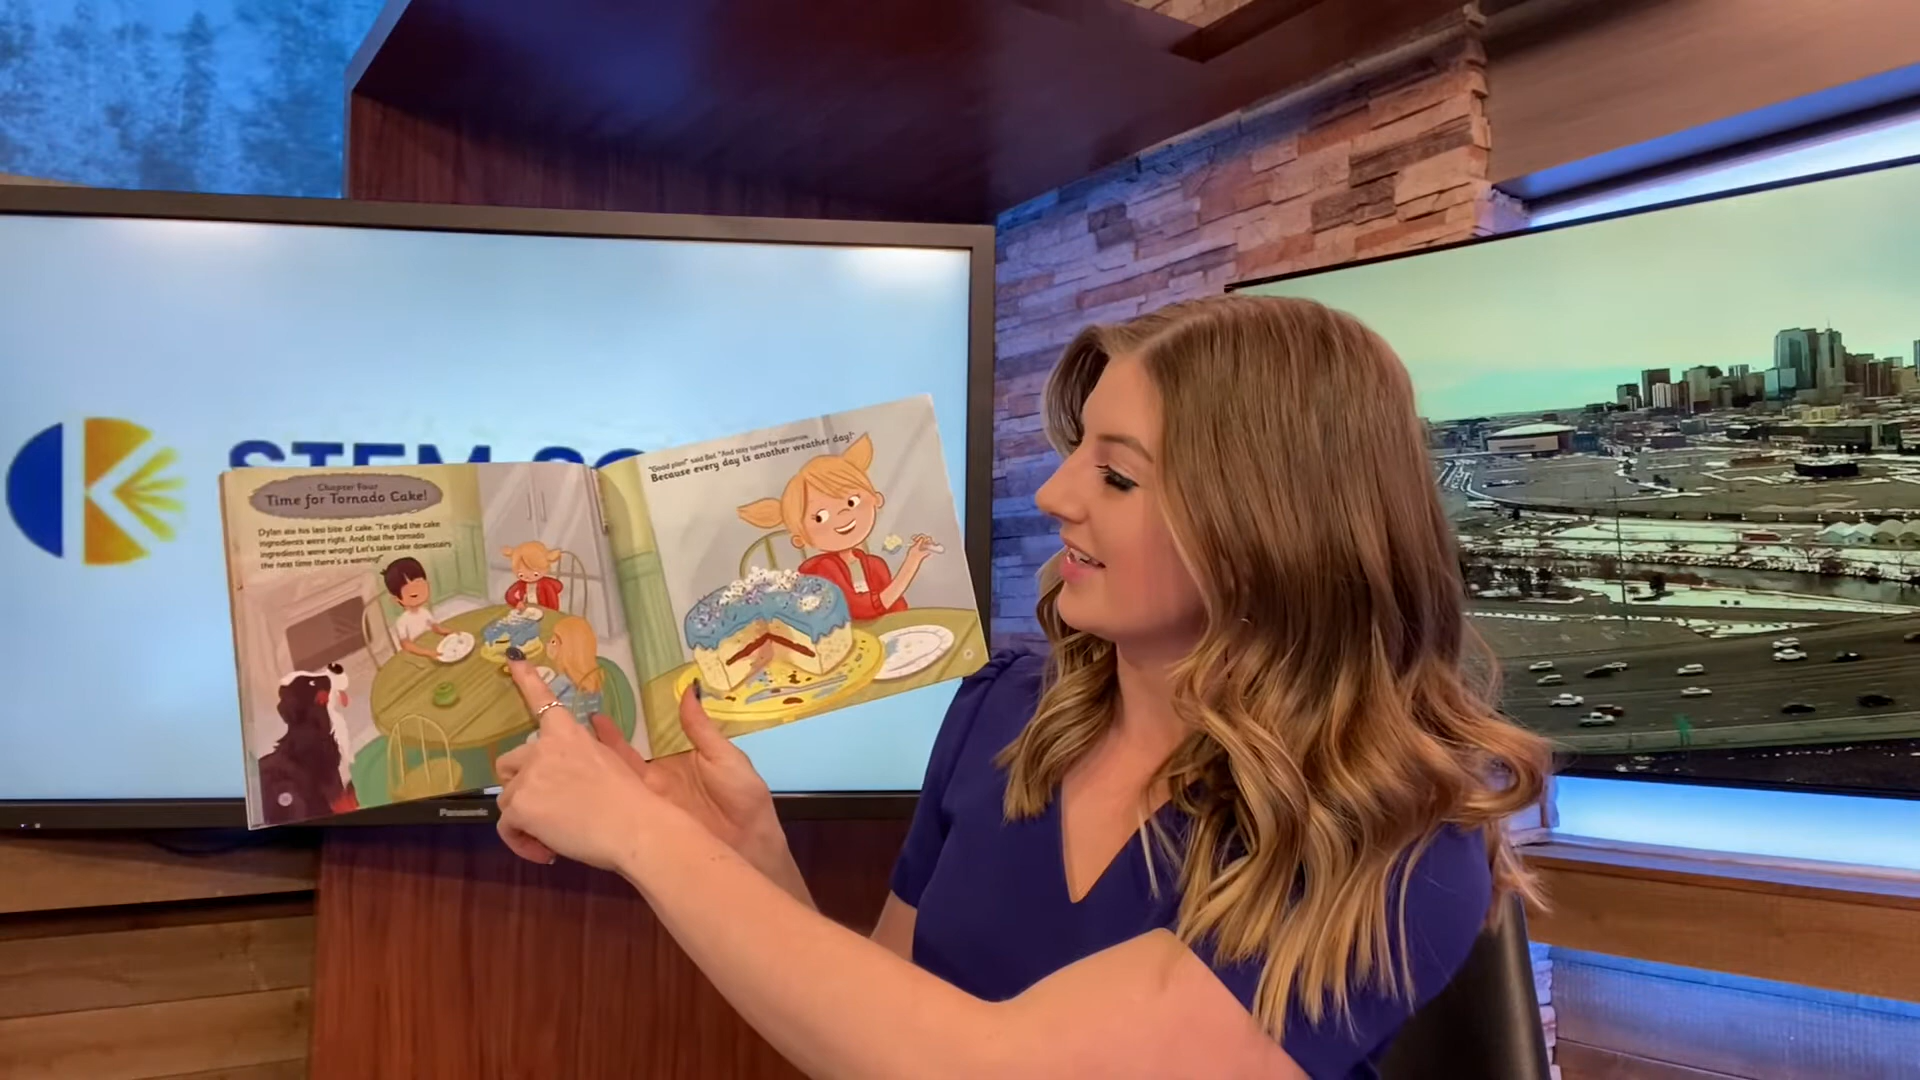 STEM
Chapter Four
Time for Tornado Cake!
Dylan ate his last bite of cake. "I'm glad the cake
ingredients were right. And that the tornado
ingredients were wrong! Let's take cake downstairs
the next time there's a warning!"
"Good plan!" said Bel. "And stay tuned for tomorrow.
Because every day is another weather day!"
Panasonic